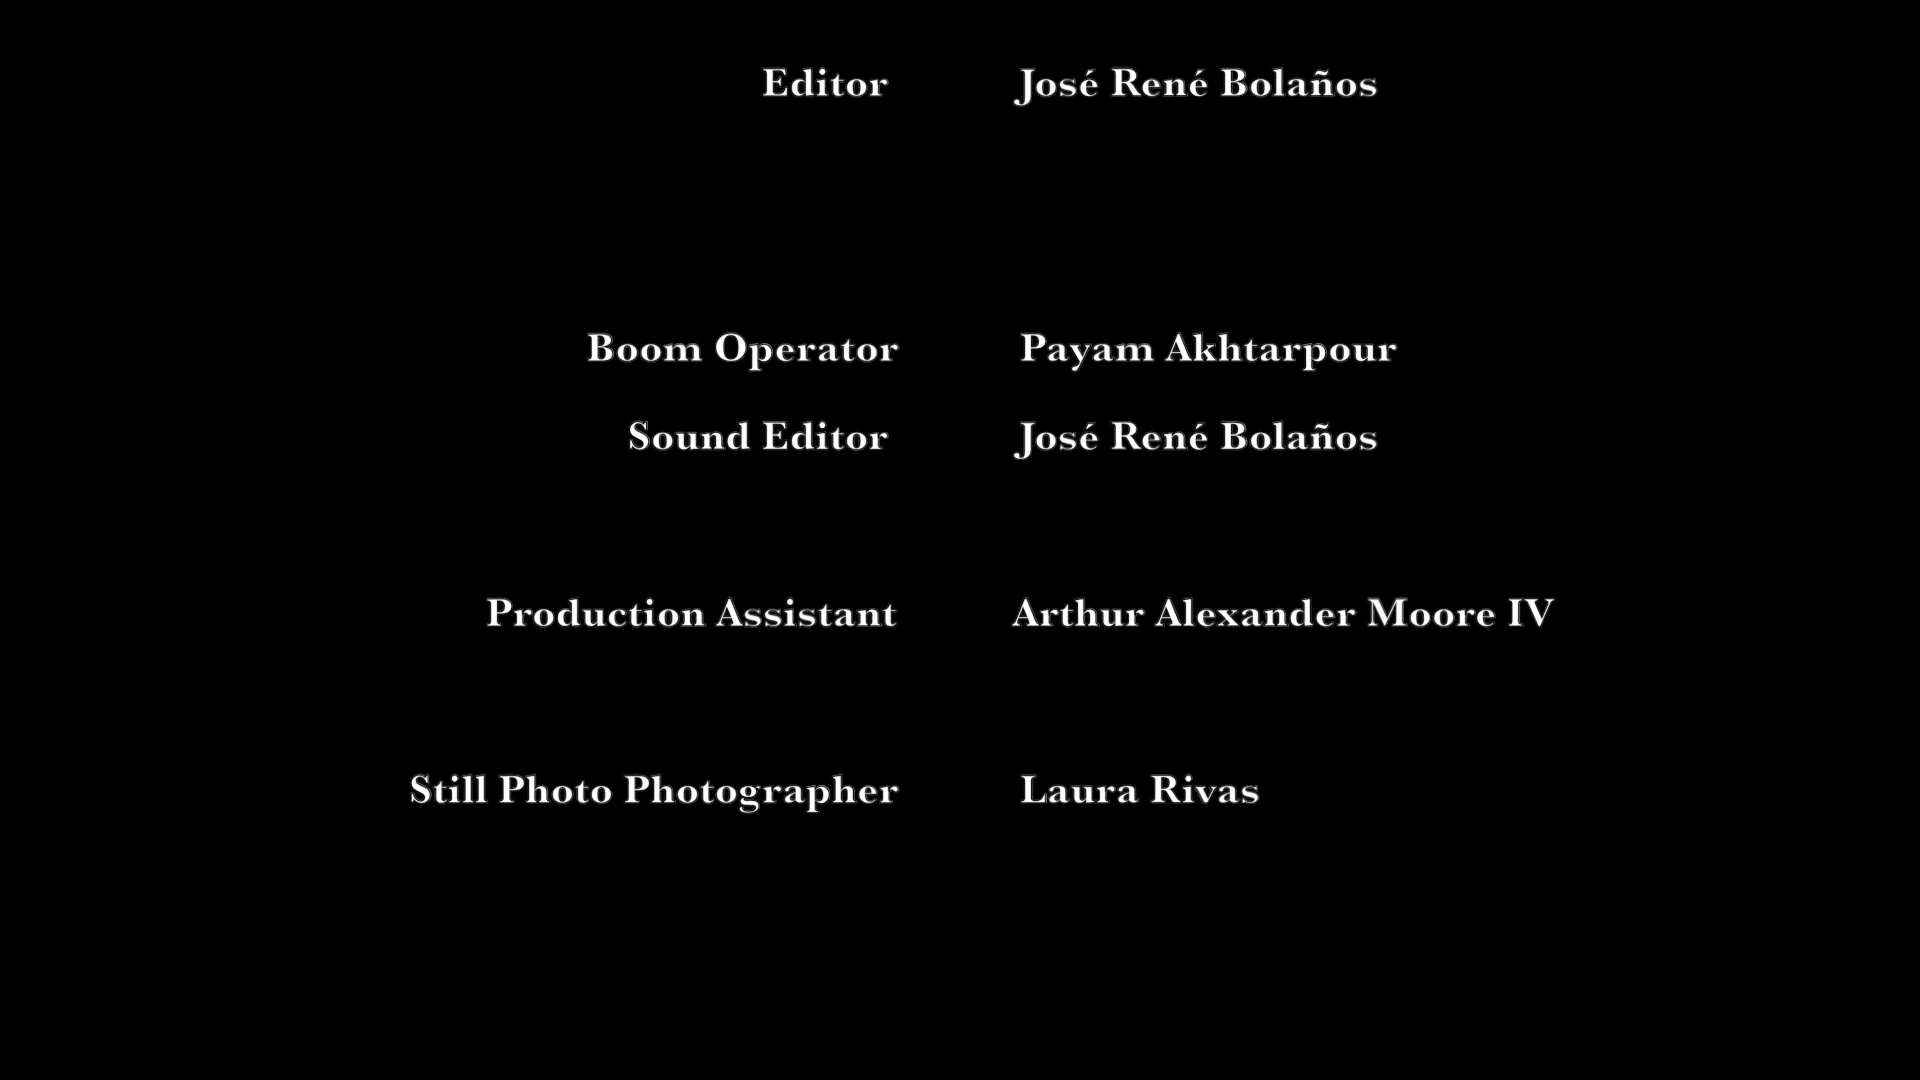 Editor José René Bolaños
Boom Operator Payam Akhtarpour
Sound Editor José René Bolaños
Production Assistant Arthur Alexander Moore IV
Still Photo Photographer Laura Rivas